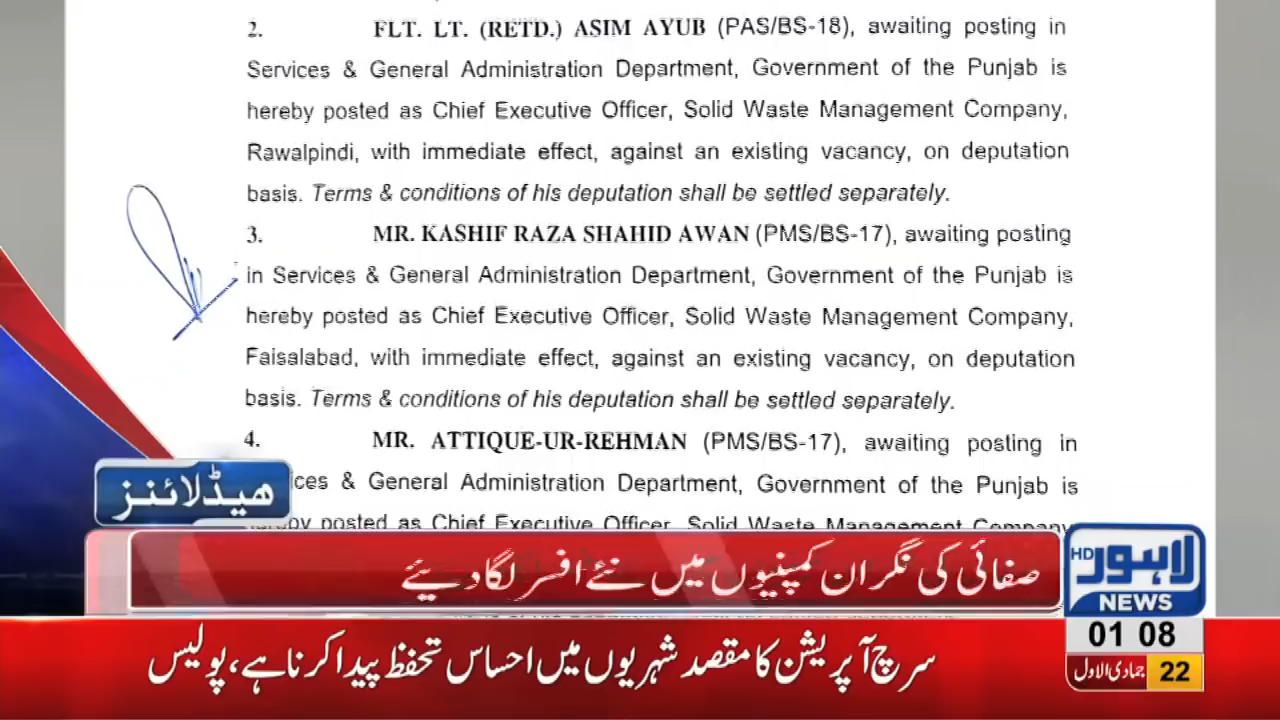 2. FLT. LT. (RETD.) ASIM AYUB (PAS/BS-18), awaiting posting in
Services & General Administration Department, Government of the Punjab is
hereby posted as Chief Executive Officer, Solid Waste Management Company,
Rawalpindi, with immediate effect, against an existing vacancy, on deputation
basis. Terms & conditions of his deputation shall be settled separately.
3. MR. KASHIF RAZA SHAHID AWAN (PMS/BS-17), awaiting posting
in Services & General Administration Department, Government of the Punjab is
hereby posted as Chief Executive Officer, Solid Waste Management Company,
Faisalabad, with immediate effect, against an existing vacancy, on deputation
basis. Terms & conditions of his deputation shall be settled separately.
4. MR. ATTIQUE-UR-REHMAN (PMS/BS-17), awaiting posting in
ices & General Administration Department, Government of the Punjab is
hereby posted as Chief Executive Officer, Solid Waste Management Company
ہیڈلائنز
صفائی کی نگران کمپنیوں میں نئے افسر لگا دیئے
HD لاہور
NEWS
01 08
22 جمادی الاول
سرچ آپریشن کا مقصد شہریوں میں احساس تحفظ پیدا کرنا ہے، پولیس